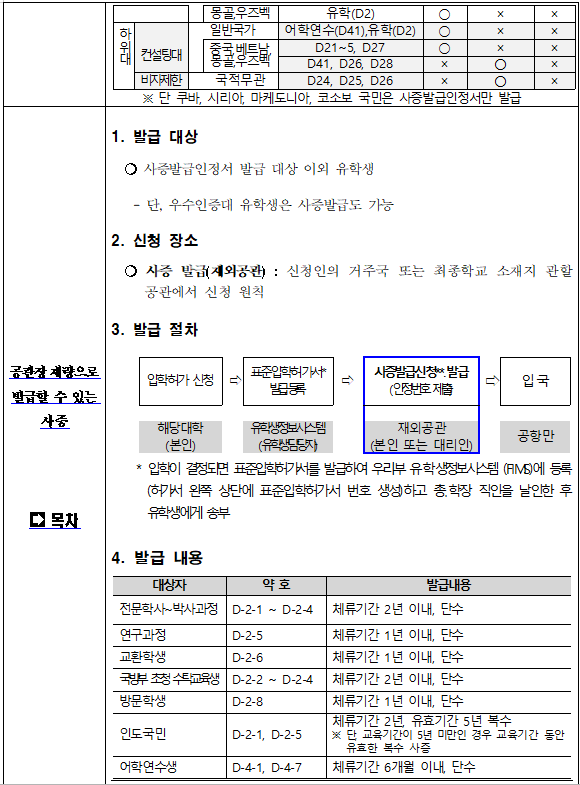 몽골,우즈벡 유학(D2) ○ × ×
하위대 컨설팅대 일반국가 어학연수(D41),유학(D2) ○ × ×
중국,베트남, 몽골,우즈벡, D21~5, D27 ○ × ×
D41, D26, D28 × ○ ×
비자제한 국적무관 D24, D25, D26 × ○ ×
※ 단 쿠바, 시리아, 마케도니아, 코소보 국민은 사증발급인정서만 발급
공관장 재량으로
발급할 수 있는
사증
목차
1. 발급 대상
❍ 사증발급인정서 발급 대상 이외 유학생
- 단, 우수인증대 유학생은 사증발급도 가능
2. 신청 장소
❍ 사증 발급(재외공관) : 신청인의 거주국 또는 최종학교 소재지 관할
공관에서 신청 원칙
3. 발급 절차
입학허가 신청 ⇨ 표준입학허가서* 발급등록 ⇨ 사증발급신청**·발급 (인정번호 제출) ⇨ 입 국
해당대학 (본인) 유학생정보시스템 (유학생담당자) 재외공관 (본인 또는 대리인) 공항만
* 입학이 결정되면 표준입학허가서를 발급하여 우리부 유학생정보시스템 (FIMS)에 등록
(허가서 왼쪽 상단에 표준입학허가서 번호 생성)하고 총,학장 직인을 날인한 후
유학생에게 송부
4. 발급 내용
대상자 약 호 발급내용
전문학사~박사과정 D-2-1 ~ D-2-4 체류기간 2년 이내, 단수
연구과정 D-2-5 체류기간 1년 이내, 단수
교환학생 D-2-6 체류기간 1년 이내, 단수
국방부 초청 수탁교육생 D-2-2 ~ D-2-4 체류기간 2년 이내, 단수
방문학생 D-2-8 체류기간 1년 이내, 단수
인도국민 D-2-1, D-2-5 체류기간 2년, 유효기간 5년 복수
※ 단 교육기간이 5년 미만인 경우 교육기간 동안
유효한 복수 사증
어학연수생 D-4-1, D-4-7 체류기간 6개월 이내, 단수